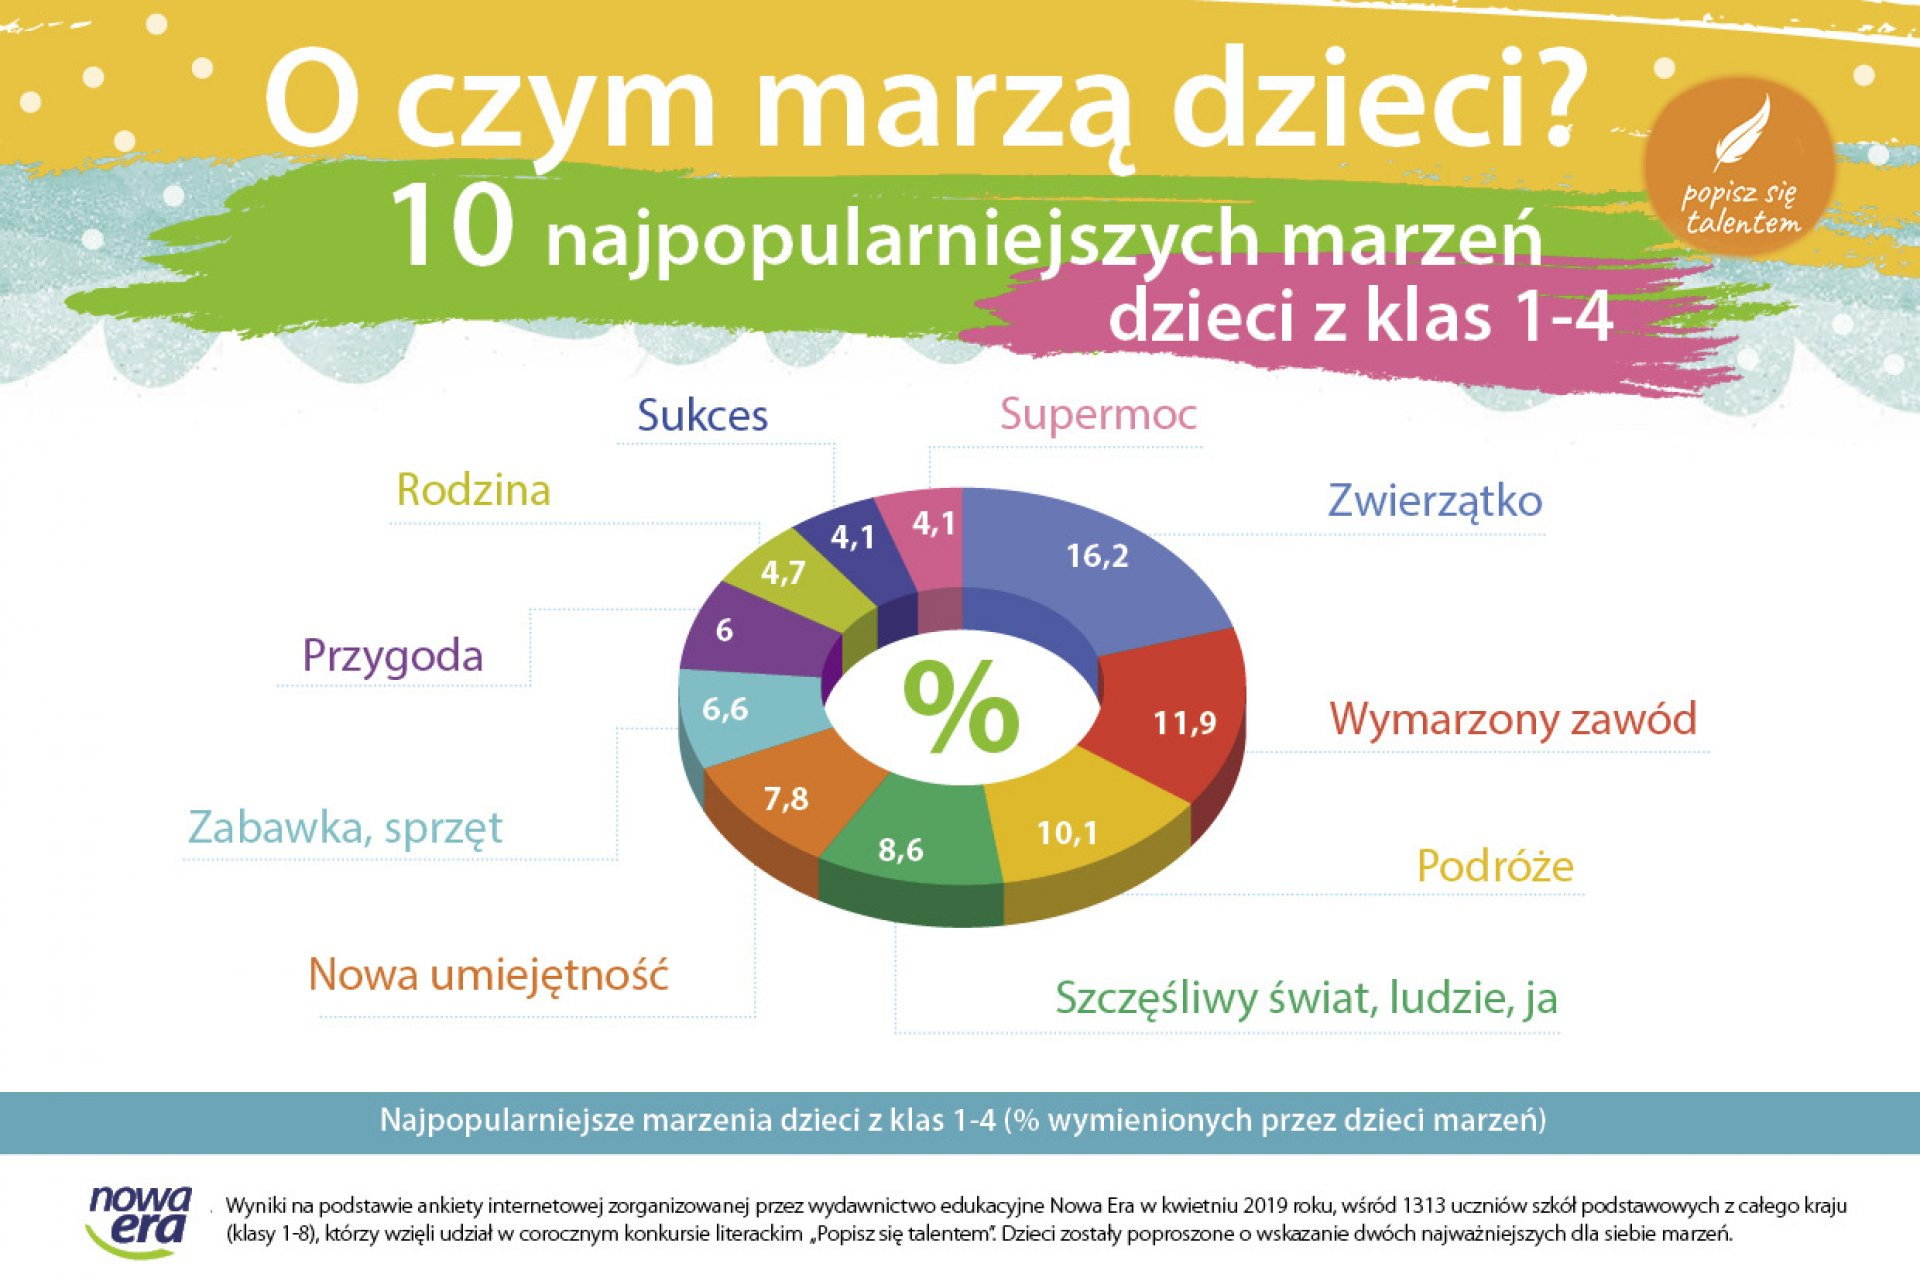 O czym marzą dzieci?
10 najpopularniejszych marzeń
dzieci z klas 1-4
popisz się
talentem
Sukces
Supermoc
Rodzina
Zwierzątko
4,1
4,1
16,2
4,7
6
Przygoda
6,6
%
11,9
Wymarzony zawód
7,8
10,1
8,6
Zabawka, sprzęt
Podróże
Nowa umiejętność
Szczęśliwy świat, ludzie, ja
Najpopularniejsze marzenia dzieci z klas 1-4 (% wymienionych przez dzieci marzeń)
nowa
era
Wyniki na podstawie ankiety internetowej zorganizowanej przez wydawnictwo edukacyjne Nowa Era w kwietniu 2019 roku, wśród 1313 uczniów szkół podstawowych z całego kraju
(klasy 1-8), którzy wzięli udział w corocznym konkursie literackim „Popisz się talentem”. Dzieci zostały poproszone o wskazanie dwóch najważniejszych dla siebie marzeń.